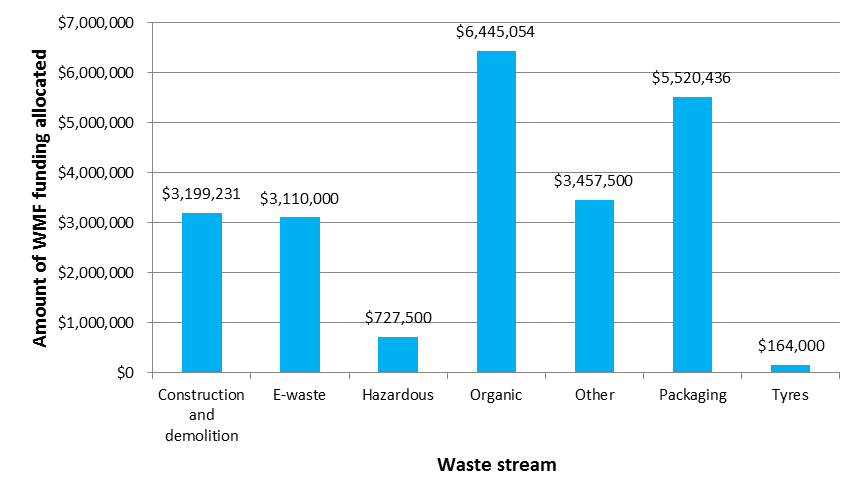 $7,000,000
$6,000,000
$5,000,000
$4,000,000
$3,000,000
$2,000,000
$1,000,000
$0
Amount of WMF funding allocated
$3,199,231
$3,110,000
$727,500
$6,445,054
$3,457,500
$5,520,436
$164,000
Construction
and
demolition
E-waste
Hazardous
Organic
Other
Packaging
Tyres
Waste stream